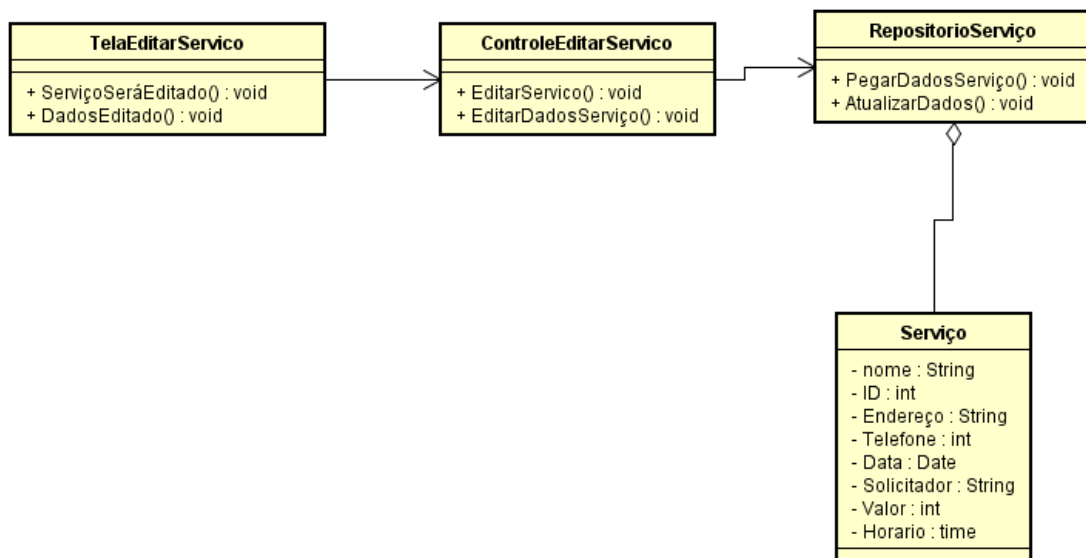 TelaEditarServico
+ ServiçoSeráEditado() : void
+ DadosEditado() : void
ControleEditarServico
+ EditarServico() : void
+ EditarDadosServiço() : void
RepositorioServiço
+ PegarDadosServiço() : void
+ AtualizarDados() : void
Serviço
- nome : String
- ID : int
- Endereço : String
- Telefone : int
- Data : Date
- Solicitador : String
- Valor : int
- Horario : time